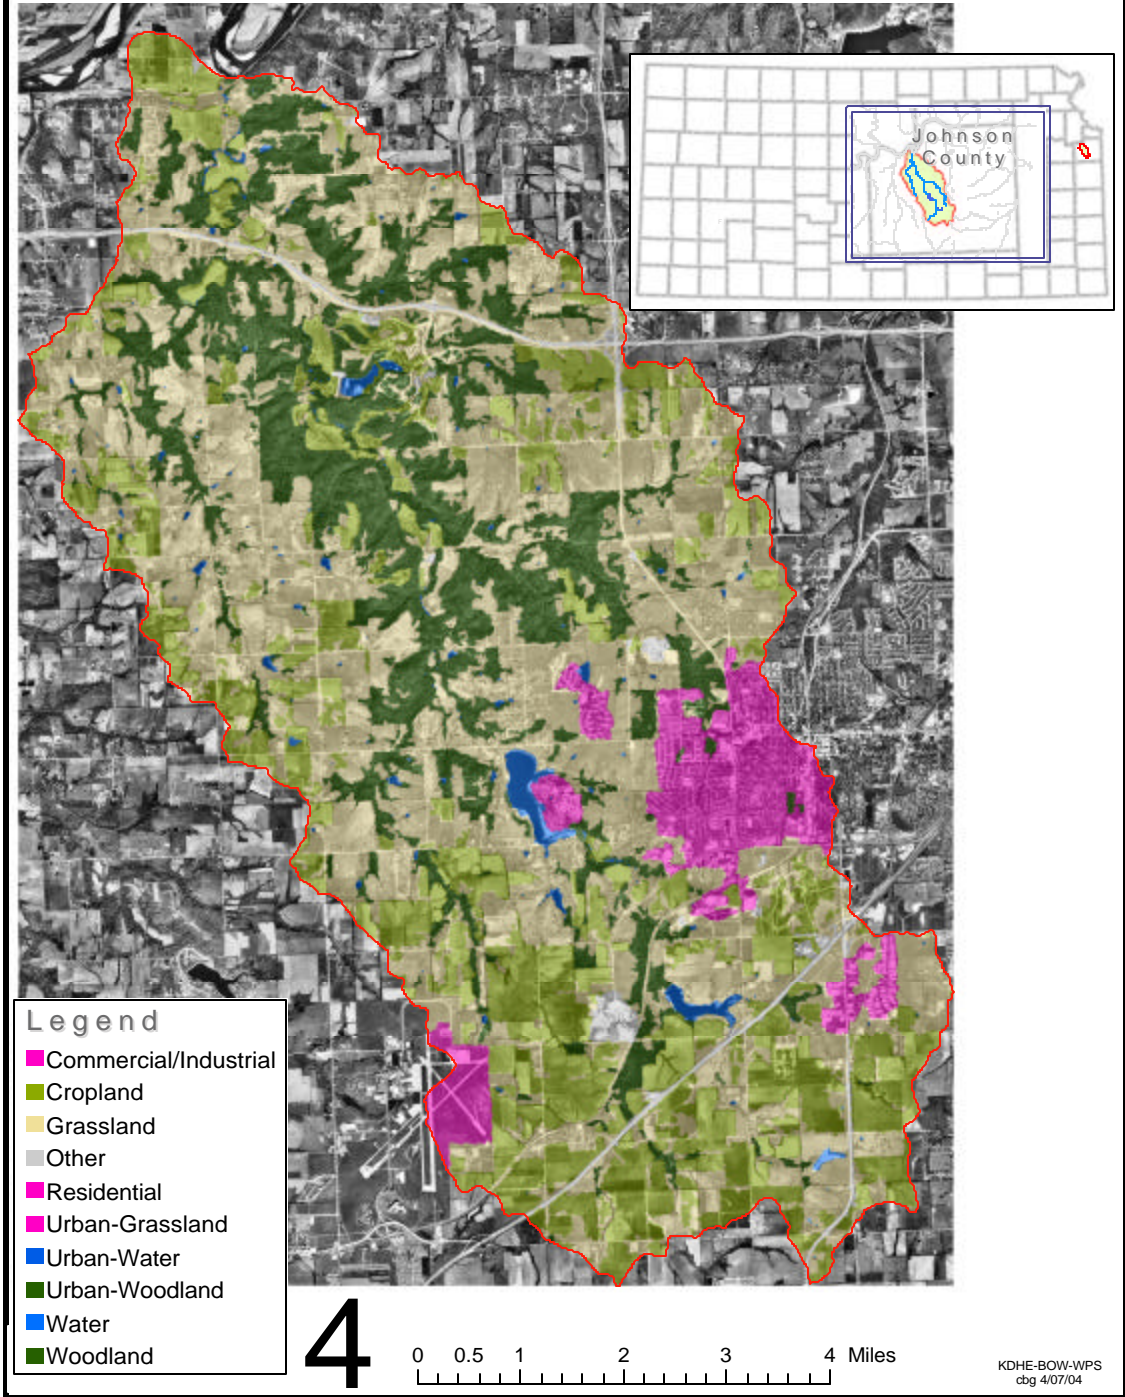 Johnson
County
Legend
Commercial/Industrial
Cropland
Grassland
Other
Residential
Urban-Grassland
Urban-Water
Urban-Woodland
Water
Woodland
4
0 0.5 1 2 3 4 Miles
KDHE-BOW-WPS
cbg 4/07/04